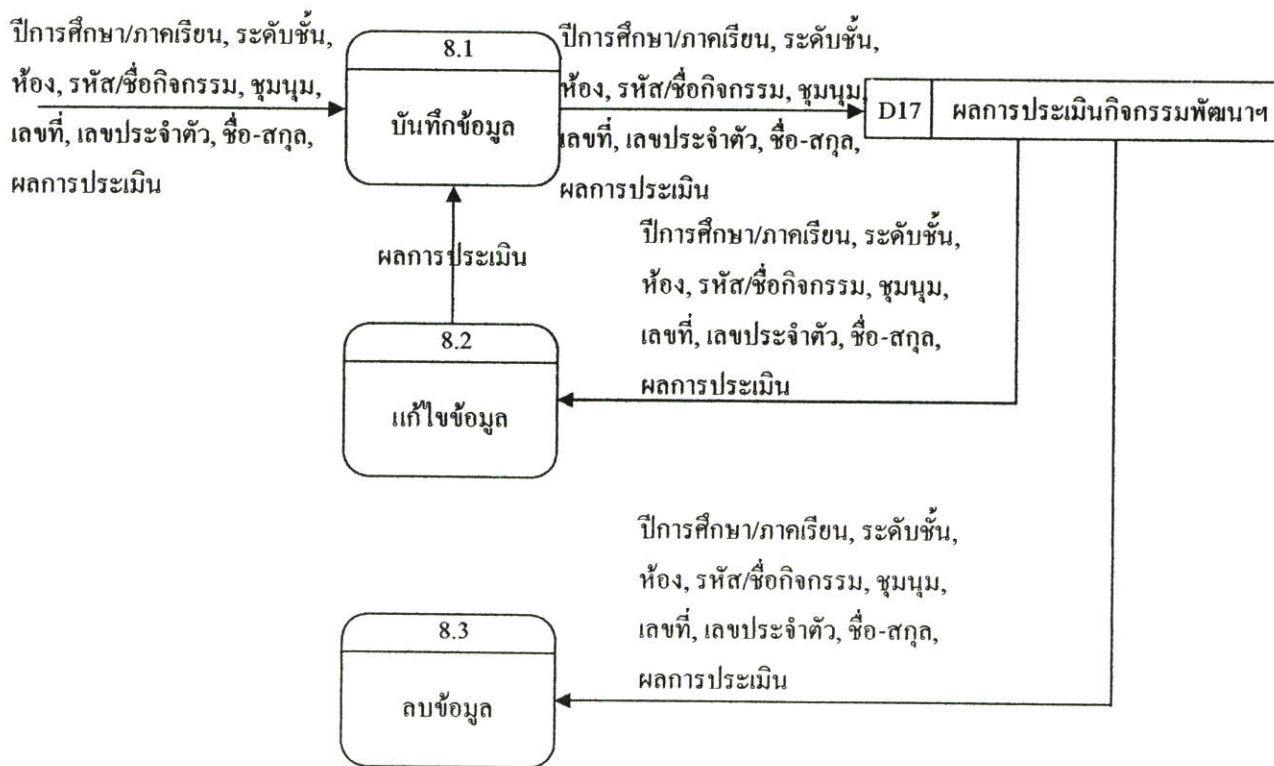 ปีการศึกษา/ภาคเรียน, ระดับชั้น,
ห้อง, รหัส/ชื่อกิจกรรม, ชุมนุม,
เลขที่, เลขประจำตัว, ชื่อ-สกุล,
ผลการประเมิน
8.1
บันทึกข้อมูล
ปีการศึกษา/ภาคเรียน, ระดับชั้น,
ห้อง, รหัส/ชื่อกิจกรรม, ชุมนุม,
เลขที่, เลขประจำตัว, ชื่อ-สกุล,
ผลการประเมิน
D17 ผลการประเมินกิจกรรมพัฒนาฯ
ผลการประเมิน
ปีการศึกษา/ภาคเรียน, ระดับชั้น,
ห้อง, รหัส/ชื่อกิจกรรม, ชุมนุม,
เลขที่, เลขประจำตัว, ชื่อ-สกุล,
ผลการประเมิน
8.2
แก้ไขข้อมูล
ปีการศึกษา/ภาคเรียน, ระดับชั้น,
ห้อง, รหัส/ชื่อกิจกรรม, ชุมนุม,
เลขที่, เลขประจำตัว, ชื่อ-สกุล,
ผลการประเมิน
8.3
ลบข้อมูล